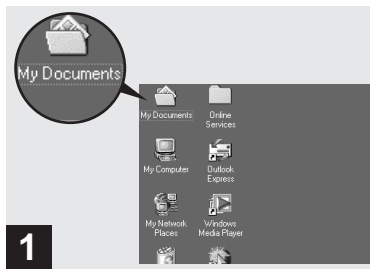 My Documents
My Documents
Online
Services
My Computer
Outlook
Express
My Network
Places
Windows
Media Player
1